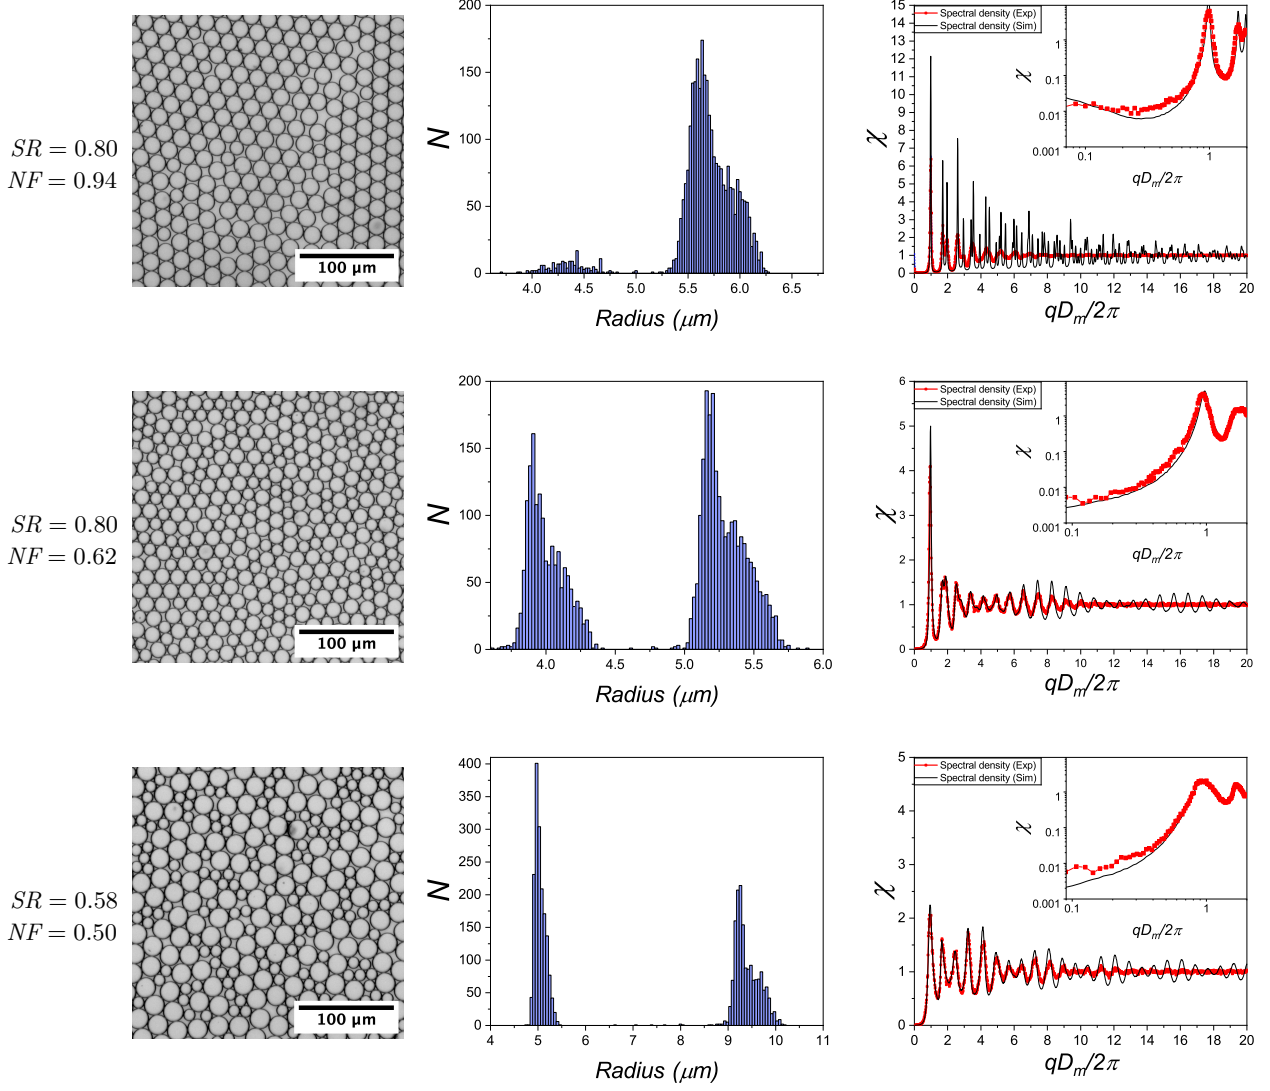 SR = 0.80
NF = 0.94
100 µm
200
150
100
50
0
N
4.0
4.5
5.0
5.5
6.0
6.5
Radius (μm)
15
14
13
12
11
10
9
8
7
6
5
4
3
2
1
0
χ
Spectral density (Exp)
Spectral density (Sim)
1
0.1
0.01
0.001
χ
0.1
1
qDm/2π
0 2 4 6 8 10 12 14 16 18 20
qDm/2π
SR = 0.80
NF = 0.62
100 µm
200
150
100
50
0
N
4.0
4.5
5.0
5.5
6.0
Radius (μm)
6
5
4
3
2
1
0
χ
Spectral density (Exp)
Spectral density (Sim)
1
0.1
0.01
0.001
χ
0.1
1
qDm/2π
0 2 4 6 8 10 12 14 16 18 20
qDm/2π
SR = 0.58
NF = 0.50
100 µm
400
350
300
250
200
150
100
50
0
N
4 5 6 7 8 9 10 11
Radius (μm)
5
4
3
2
1
0
χ
Spectral density (Exp)
Spectral density (Sim)
1
0.1
0.01
0.001
χ
0.1
1
qDm/2π
0 2 4 6 8 10 12 14 16 18 20
qDm/2π